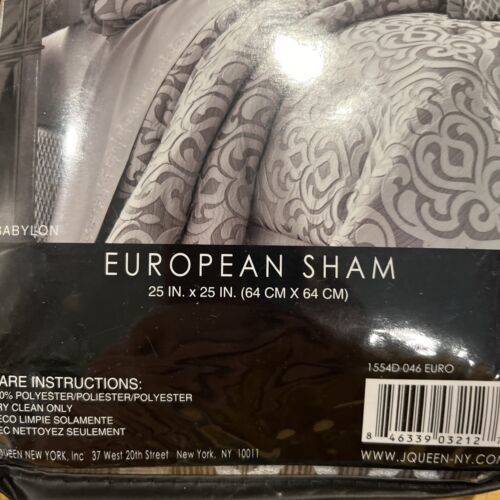 BABYLON
EUROPEAN SHAM
25 IN. x 25 IN. (64 CM X 64 CM)
1554D 046 EURO
ARE INSTRUCTIONS:
0% POLYESTER/POLIESTER/POLYESTER
RY CLEAN ONLY
ECO LIMPIE SOLAMENTE
EC NETTOYEZ SEULEMENT
QUEEN NEW YORK, Inc 37 West 20th Street New York, NY 10011
8 46339 03212 7
WWW.JQUEEN-NY.COM